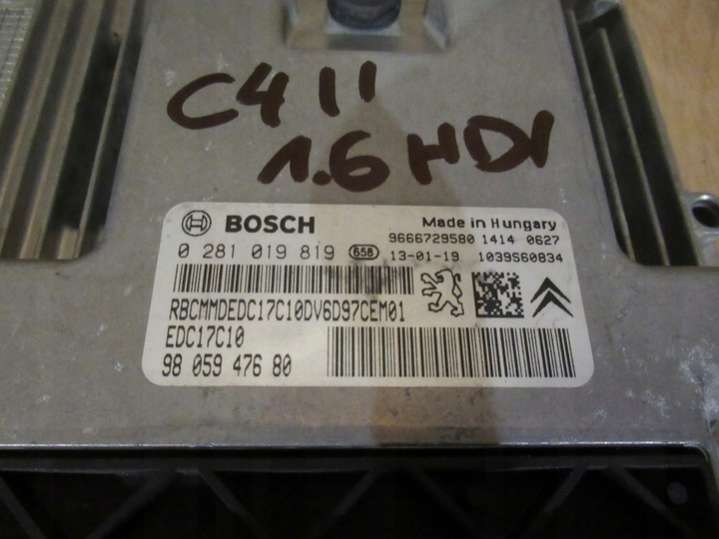 C4 II
1.6 HDI
BOSCH
Made in Hungary
0 281 019 819 658
9666729580 1414 0627
13-01-19 1039S60834
RBCMMDEDC17C10DV6D97CEM01
EDC17C10
98 059 476 80